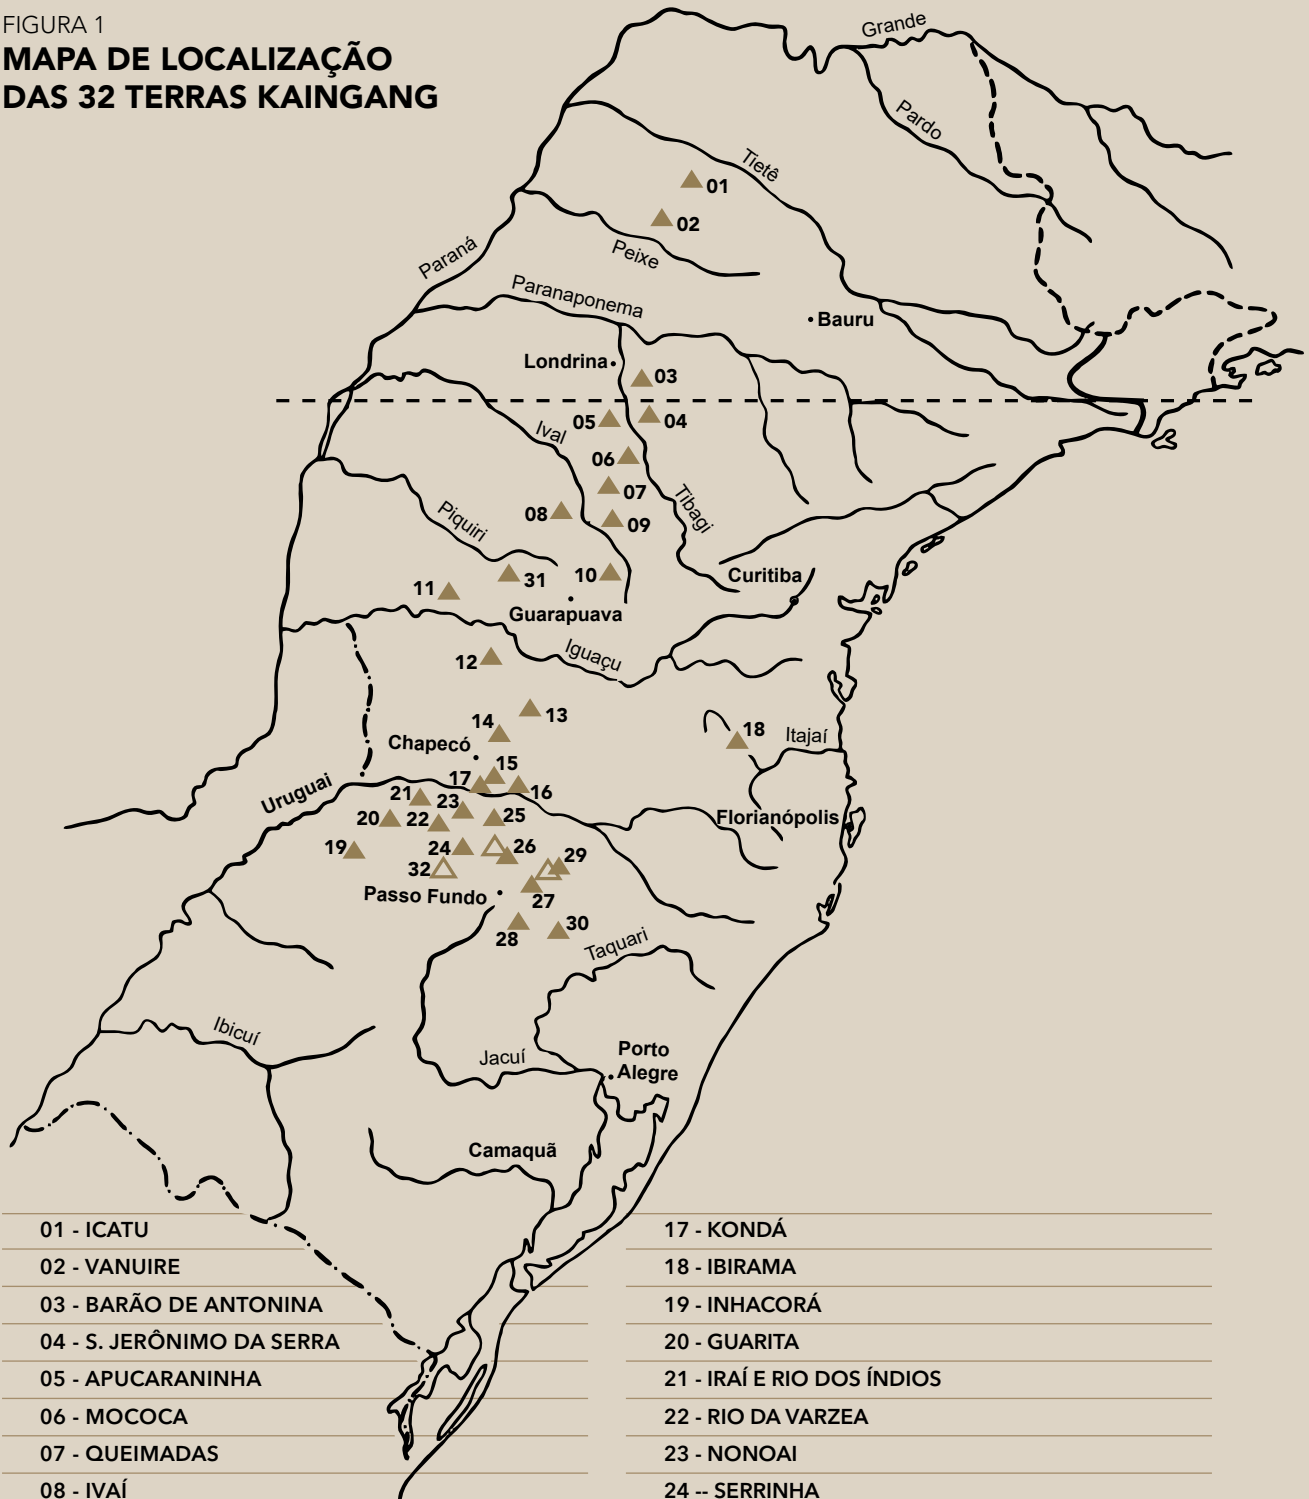 FIGURA 1
MAPA DE LOCALIZAÇÃO
DAS 32 TERRAS KAINGANG
Grande
Pardo
Tietê
01
02
Peixe
Paraná
Paranaponema
Bauru
Londrina
03
04
05
Ival
06
07
Tibagi
08
09
Piquiri
10
Curitiba
31
11
Guarapuava
Iguaçu
12
13
14
18
Itajaí
Chapecó
15
17
16
Uruguai
21
23
20
22
25
Florianópolis
19
24
26
29
32
Passo Fundo
27
28
30
Taquari
Ibicuí
Jacuí
Porto
Alegre
Camaquã
01 - ICATU
02 - VANUIRE
03 - BARÃO DE ANTONINA
04 - S. JERÔNIMO DA SERRA
05 - APUCARANINHA
06 - MOCOCA
07 - QUEIMADAS
08 - IVAÍ
17 - KONDÁ
18 - IBIRAMA
19 - INHACORÁ
20 - GUARITA
21 - IRAÍ E RIO DOS ÍNDIOS
22 - RIO DA VARZEA
23 - NONOAI
24 -- SERRINHA